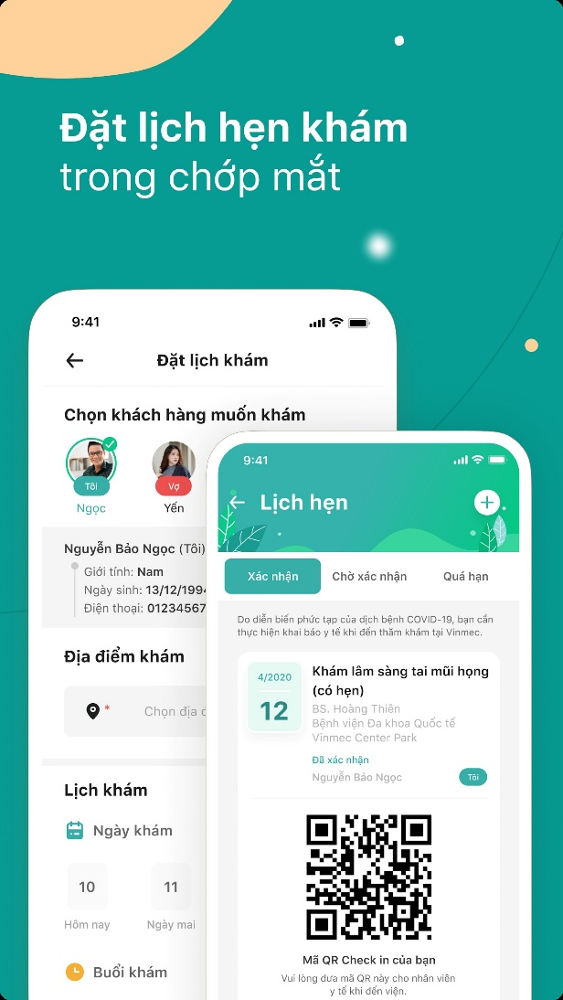 Đặt lịch hẹn khám
trong chớp mắt
9:41
Đặt lịch khám
Chọn khách hàng muốn khám
Tôi
Vợ
Ngọc
Yến
Nguyễn Bảo Ngọc (Tôi)
Giới tính: Nam
Ngày sinh: 13/12/199
Điện thoại: 01234567
Địa điểm khám
* Chọn địa
Lịch khám
Ngày khám
10
11
Hôm nay
Ngày mai
Buổi khám
9:41
Lịch hẹn
Xác nhận
Chờ xác nhận
Quá hạn
Do diễn biến phức tạp của dịch bệnh COVID-19, bạn cần
thực hiện khai báo y tế khi đến thăm khám tại Vinmec.
4/2020
12
Khám lâm sàng tai mũi họng
(có hẹn)
BS. Hoàng Thiên
Bệnh viện Đa khoa Quốc tế
Vinmec Center Park
Đã xác nhận
Nguyễn Bảo Ngọc
Tôi
Mã QR Check in của bạn
Vui lòng đưa mã QR này cho nhân viên
y tế khi đến viện.